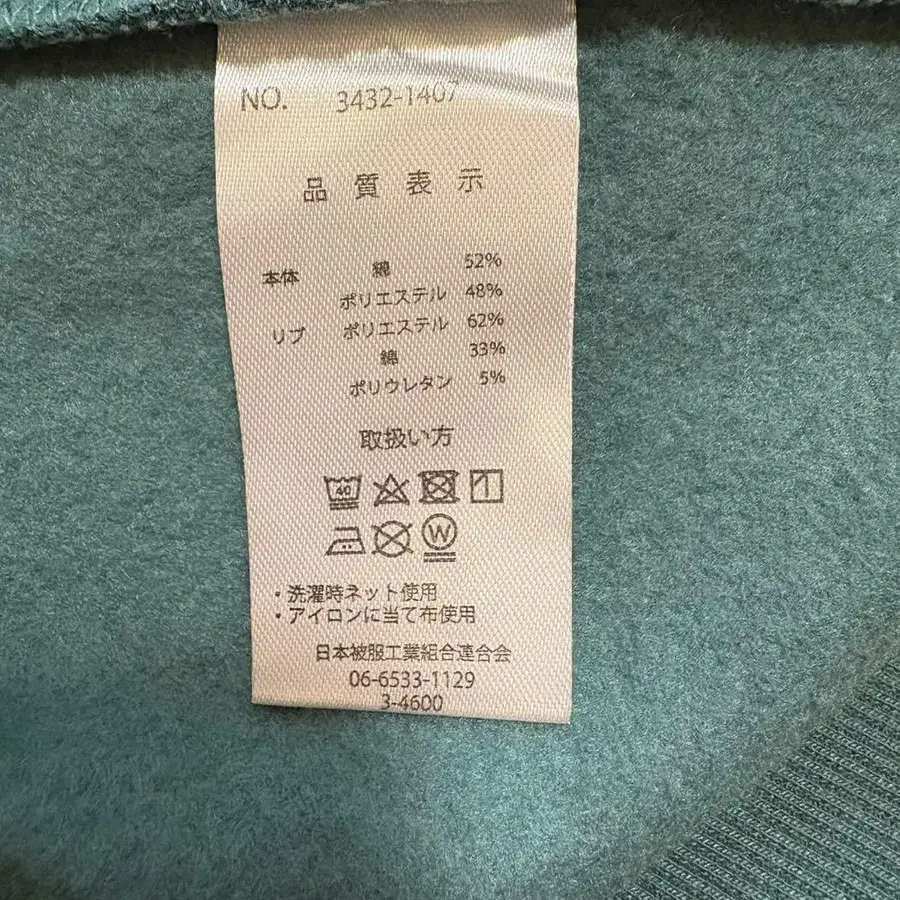 NO. 3432-1407
品質表示
本体 綿 52%
ポリエステル 48%
リブ ポリエステル 62%
綿 33%
ポリウレタン 5%
取扱い方
40
W
・洗濯時ネット使用
・アイロンに当て布使用
日本被服工業組合連合会
06-6533-1129
3-4600